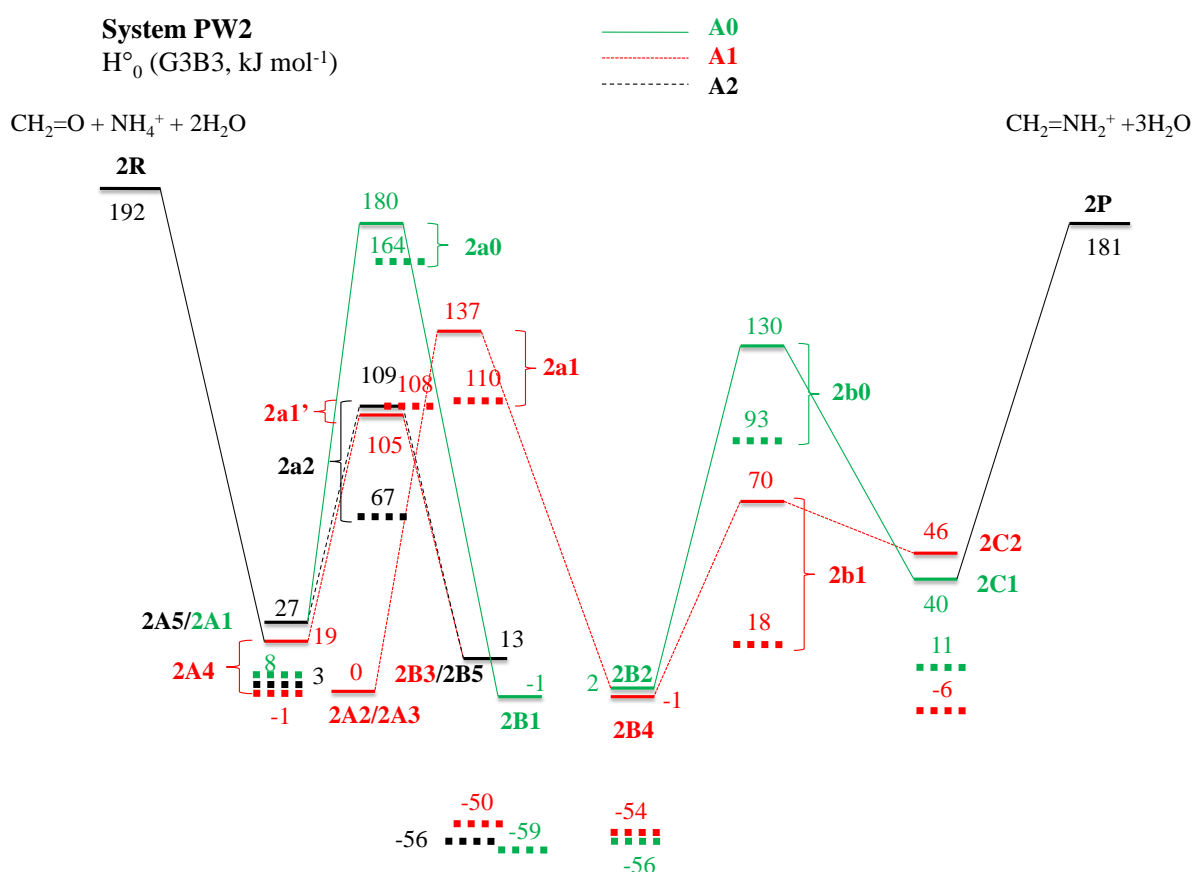 System PW2
H°0 (G3B3, kJ mol-1)
A0
A1
A2
CH2=O + NH4+ + 2H2O
CH2=NH2+ +3H2O
2R
192
2P
181
180
164
2a0
137
130
109
108
110
2a1
2a1’
105
2b0
93
2a2
67
70
46
2C2
2b1
2C1
40
27
2A5/2A1
19
18
13
11
2A4
8
3
0
2B3/2B5
-1
2
2B2
-1
-6
-1
2A2/2A3
2B1
2B4
-50
-54
-56
-59
-56